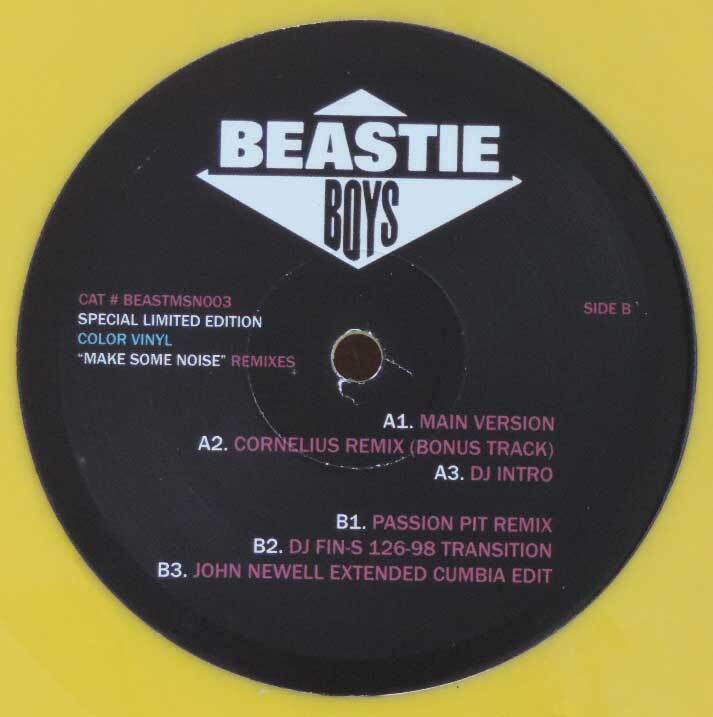 BEASTIE
BOYS
CAT # BEASTMSN003
SPECIAL LIMITED EDITION
COLOR VINYL
“MAKE SOME NOISE” REMIXES
SIDE B
A1. MAIN VERSION
A2. CORNELIUS REMIX (BONUS TRACK)
A3. DJ INTRO
B1. PASSION PIT REMIX
B2. DJ FIN-S 126-98 TRANSITION
B3. JOHN NEWELL EXTENDED CUMBIA EDIT